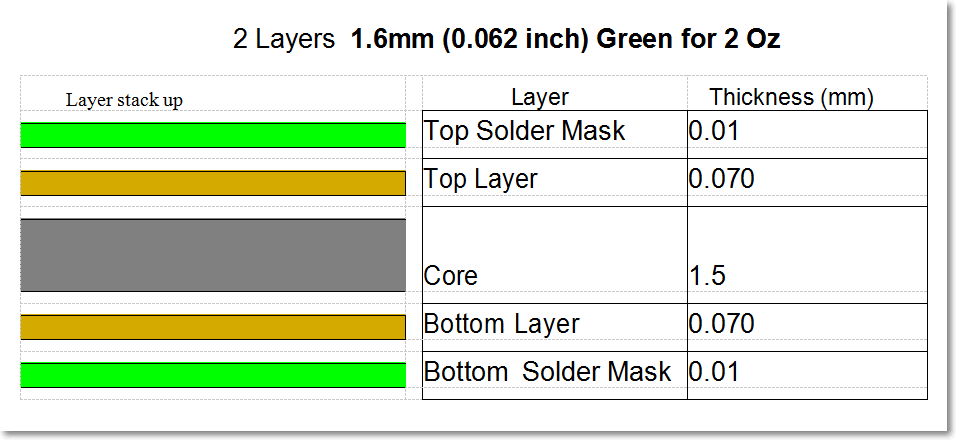 2 Layers  1.6mm (0.062 inch) Green for 2 Oz
Layer stack up Layer Thickness (mm)
Top Solder Mask 0.01
Top Layer 0.070
Core 1.5
Bottom Layer 0.070
Bottom  Solder Mask 0.01